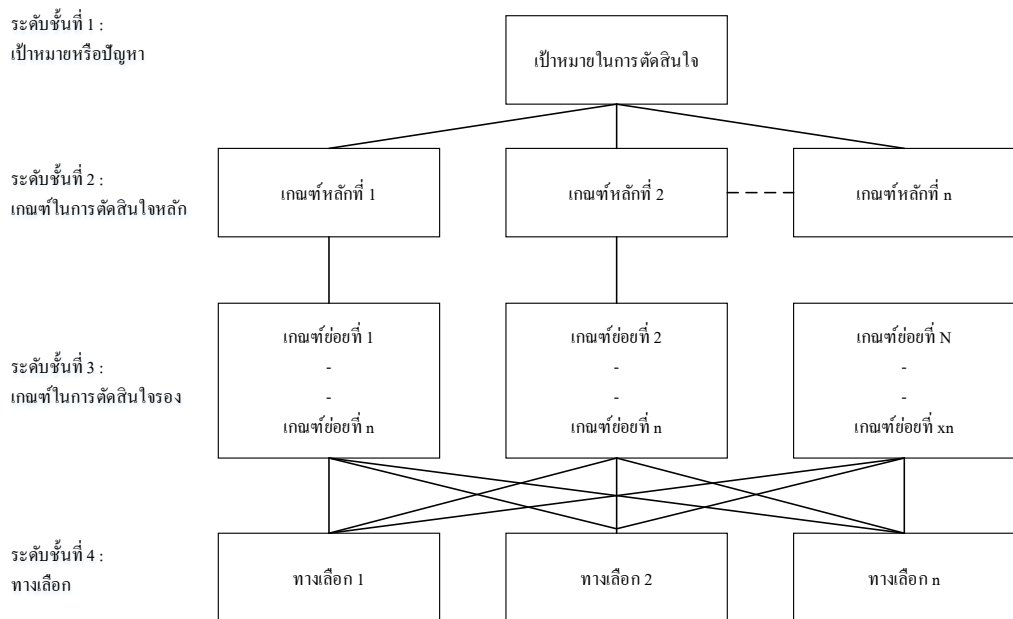 ระดับชั้นที่ 1 :
เป้าหมายหรือปัญหา
เป้าหมายในการตัดสินใจ
ระดับชั้นที่ 2 :
เกณฑ์ในการตัดสินใจหลัก
เกณฑ์หลักที่ 1
เกณฑ์หลักที่ 2
เกณฑ์หลักที่ n
ระดับชั้นที่ 3 :
เกณฑ์ในการตัดสินใจรอง
เกณฑ์ย่อยที่ 1
-
-
เกณฑ์ย่อยที่ n
เกณฑ์ย่อยที่ 2
-
-
เกณฑ์ย่อยที่ n
เกณฑ์ย่อยที่ N
-
-
เกณฑ์ย่อยที่ xn
ระดับชั้นที่ 4 :
ทางเลือก
ทางเลือก 1
ทางเลือก 2
ทางเลือก n